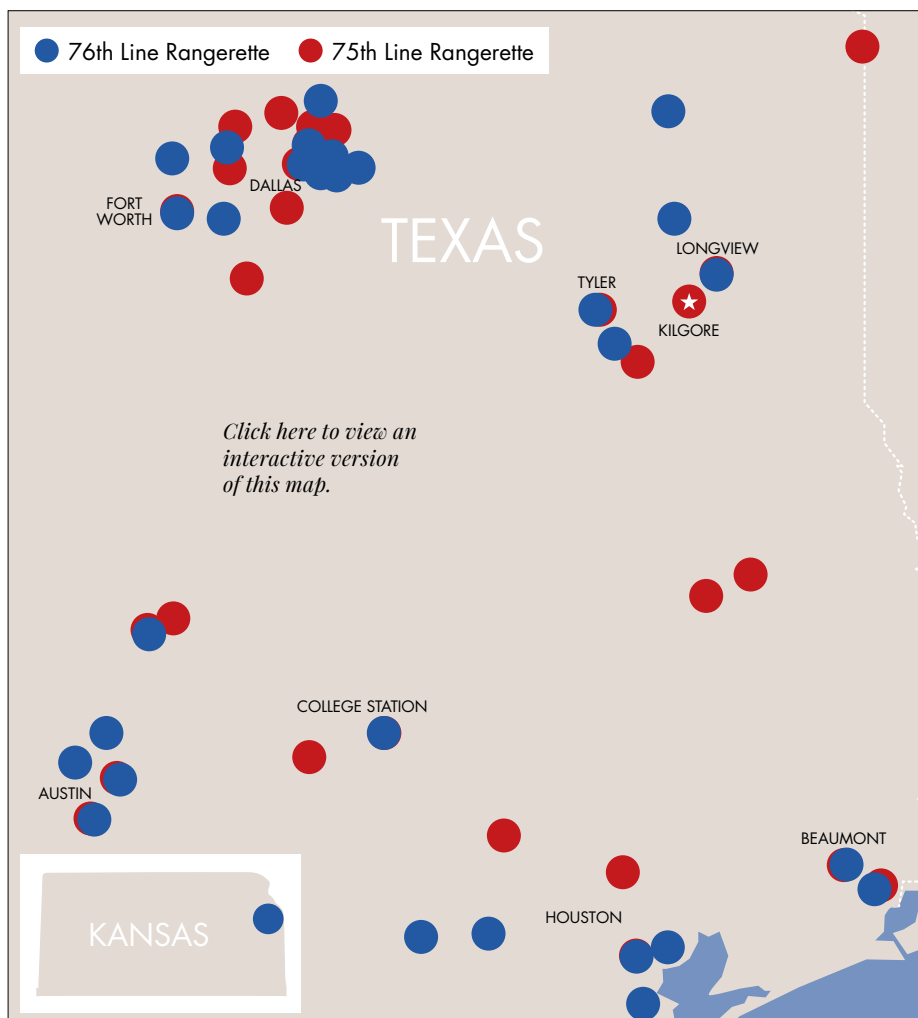 76th Line Rangerette
75th Line Rangerette
DALLAS
FORT
WORTH
TEXAS
LONGVIEW
TYLER
KILGORE
Click here to view an
interactive version
of this map.
COLLEGE STATION
AUSTIN
BEAUMONT
HOUSTON
KANSAS